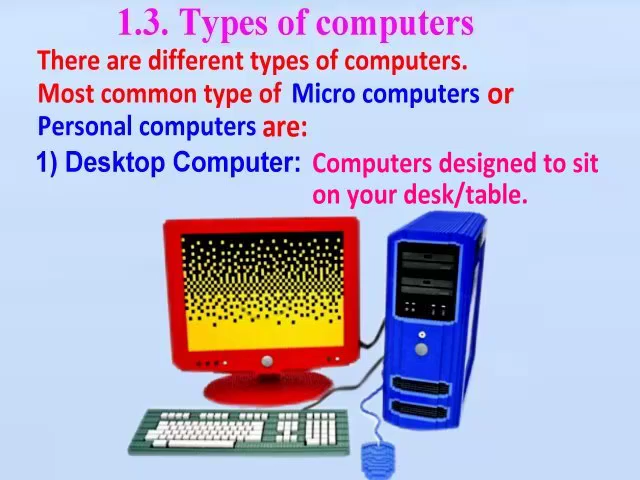 1.3. Types of computers
There are different types of computers.
Most common type of Micro computers or
Personal computers are:
1) Desktop Computer: Computers designed to sit
on your desk/table.